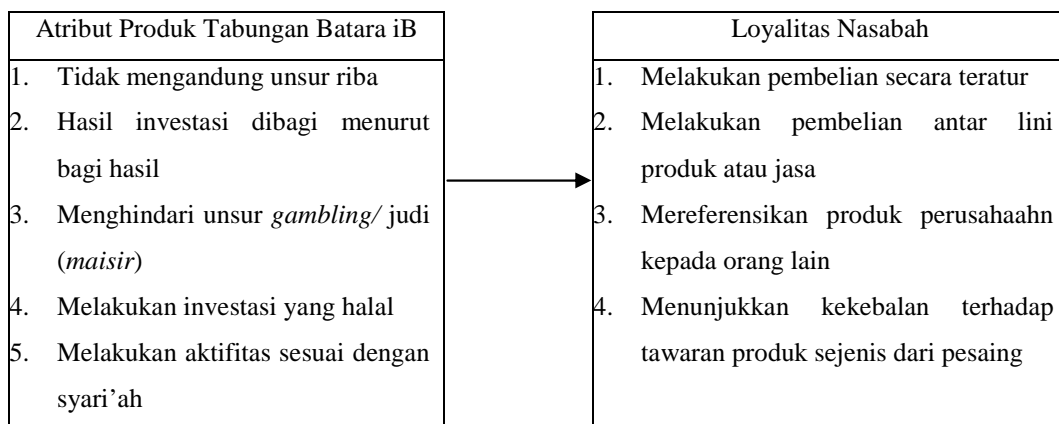 Atribut Produk Tabungan Batara iB
1. Tidak mengandung unsur riba
2. Hasil investasi dibagi menurut
bagi hasil
3. Menghindari unsur gambling/ judi
(maisir)
4. Melakukan investasi yang halal
5. Melakukan aktifitas sesuai dengan
syari’ah
Loyalitas Nasabah
1. Melakukan pembelian secara teratur
2. Melakukan pembelian antar lini
produk atau jasa
3. Mereferensikan produk perusahaahn
kepada orang lain
4. Menunjukkan kekebalan terhadap
tawaran produk sejenis dari pesaing